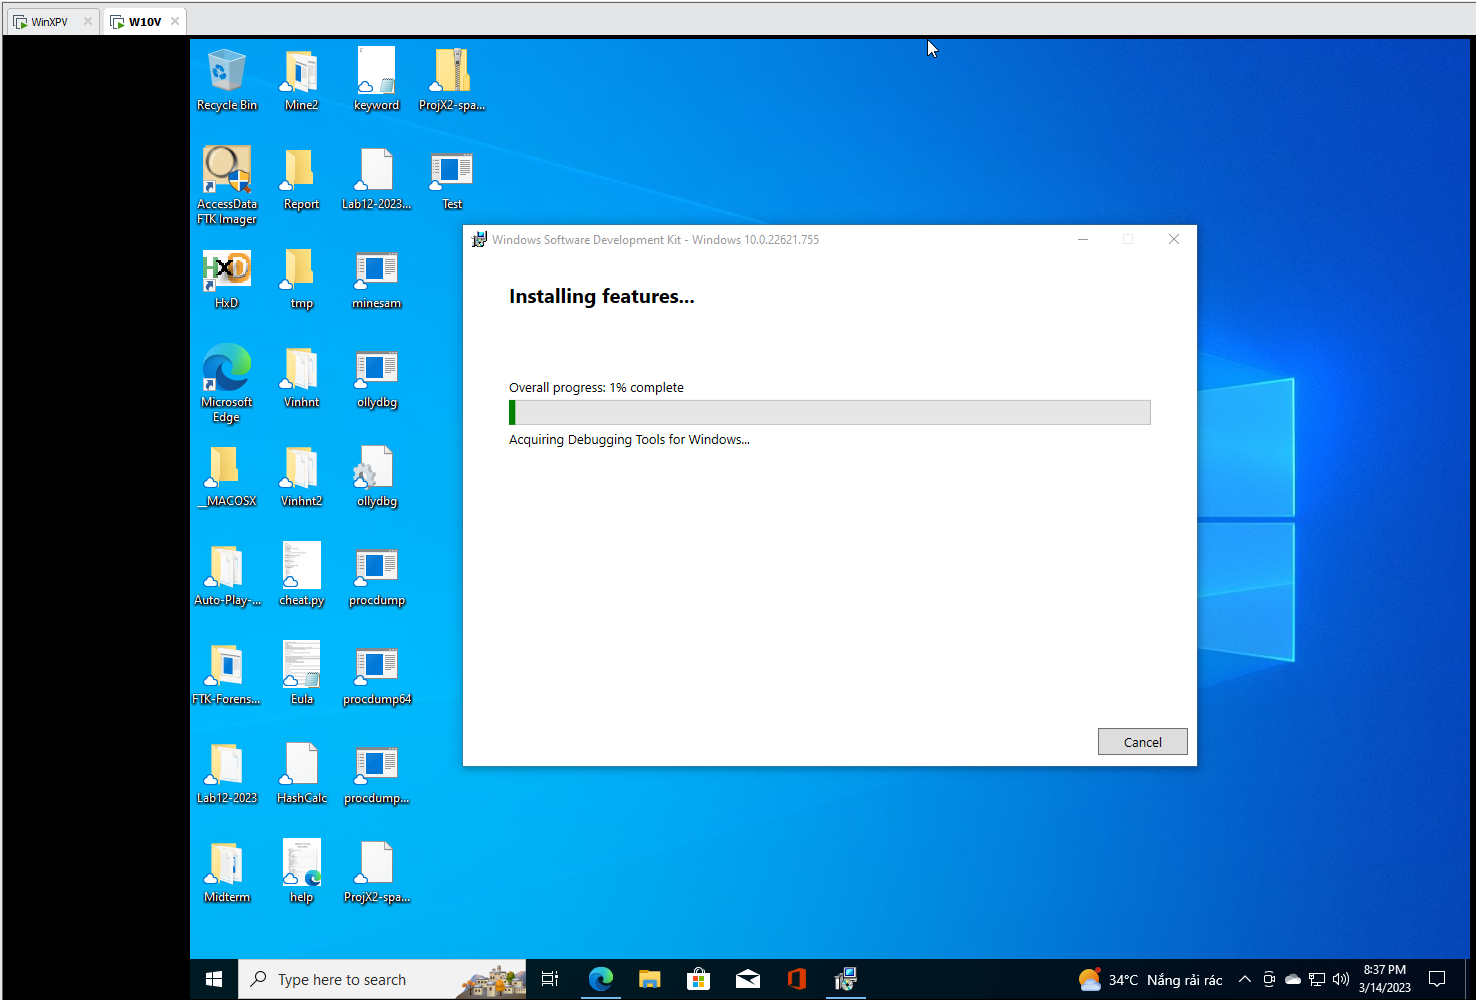 WinXPV
W10V
Recycle Bin
Mine2
keyword
ProjX2-spa...
AccessData
FTK Imager
Report
Lab12-2023...
Test
HxD
HxD
tmp
minesam
Microsoft
Edge
Vinhnt
ollydbg
__MACOSX
Vinhnt2
ollydbg
Auto-Play-...
cheat.py
procdump
FTK-Forens...
Eula
procdump64
Lab12-2023
HashCalc
procdump...
Midterm
help
ProjX2-spa...
Windows Software Development Kit - Windows 10.0.22621.755
Installing features...
Overall progress: 1% complete
Acquiring Debugging Tools for Windows...
Cancel
Type here to search
34°C Nắng rải rác
8:37 PM
3/14/2023